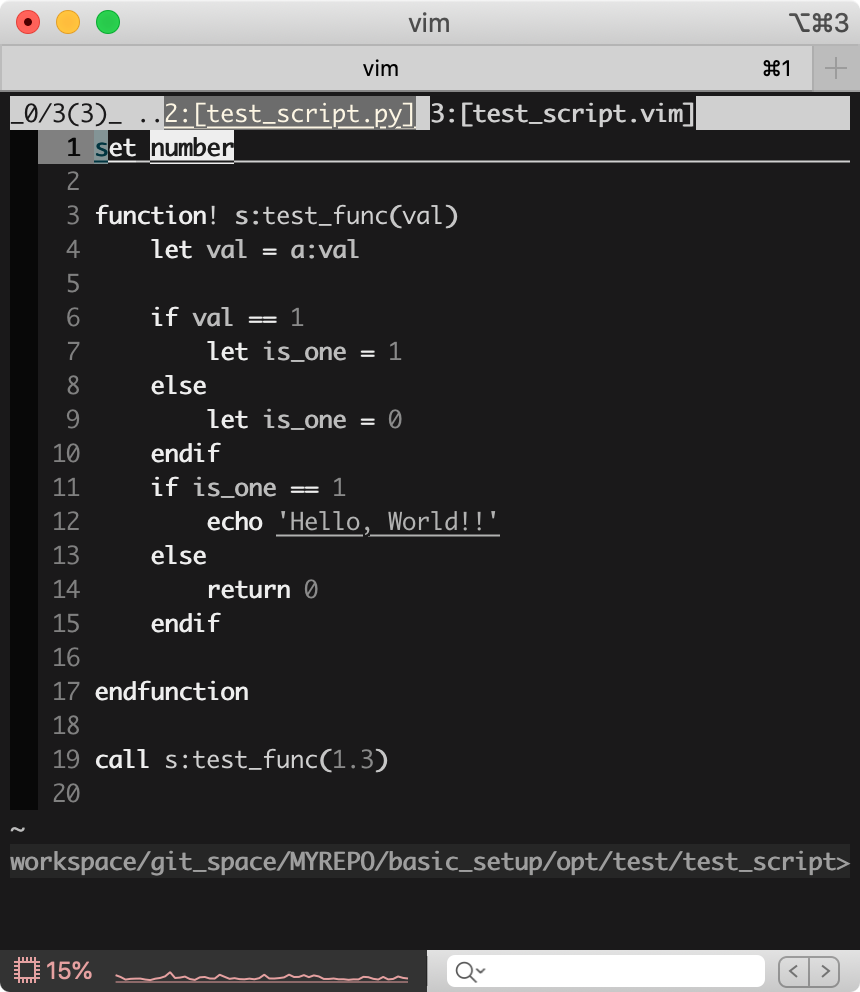 vim ⌥⌘3
vim ⌘1
_0/3(3)_ ..2:[test_script.py] 3:[test_script.vim]
1 set number
2
3 function! s:test_func(val)
4     let val = a:val
5
6     if val == 1
7         let is_one = 1
8     else
9         let is_one = 0
10     endif
11     if is_one == 1
12         echo 'Hello, World!!'
13     else
14         return 0
15     endif
16
17 endfunction
18
19 call s:test_func(1.3)
20
~
workspace/git_space/MYREPO/basic_setup/opt/test/test_script>
15%